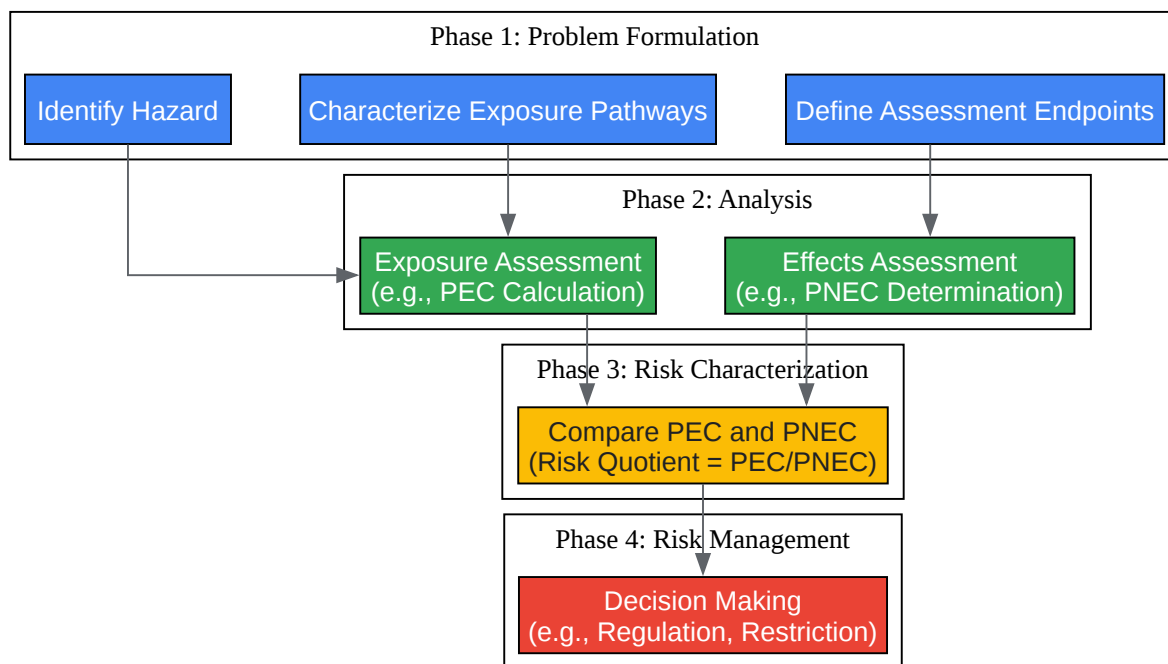 Phase 1: Problem Formulation
Identify Hazard
Characterize Exposure Pathways
Define Assessment Endpoints
Phase 2: Analysis
Exposure Assessment
(e.g., PEC Calculation)
Effects Assessment
(e.g., PNEC Determination)
Phase 3: Risk Characterization
Compare PEC and PNEC
(Risk Quotient = PEC/PNEC)
Phase 4: Risk Management
Decision Making
(e.g., Regulation, Restriction)